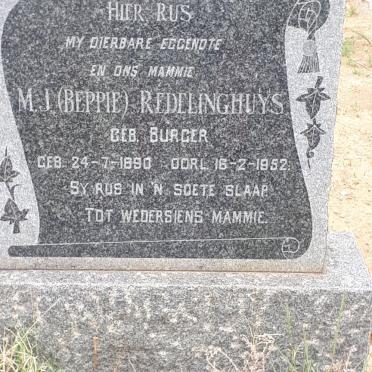 HIER RUS
MY DIERBARE EGGENOTE
EN ONS MAMMIE
M.J. (BEPPIE) REDELINGHUYS
GEB. BURGER
GEB. 24-7-1890 OORL. 16-2-1952.
SY RUS IN 'N SOETE SLAAP
TOT WEDERSIENS MAMMIE.